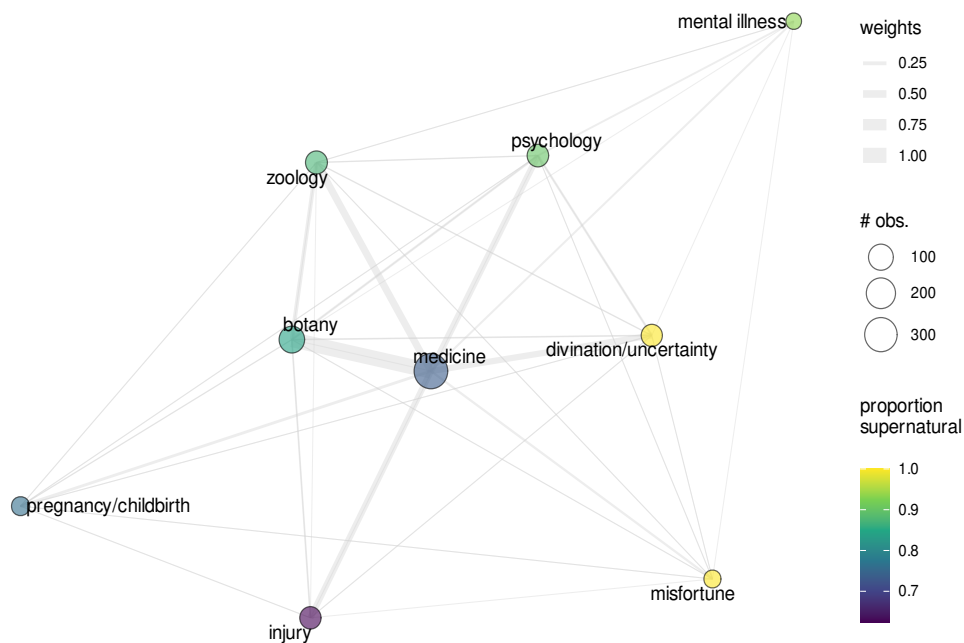 mental illness
psychology
zoology
botany
medicine
divination/uncertainty
pregnancy/childbirth
misfortune
injury
weights
0.25
0.50
0.75
1.00
# obs.
100
200
300
proportion
supernatural
1.0
0.9
0.8
0.7